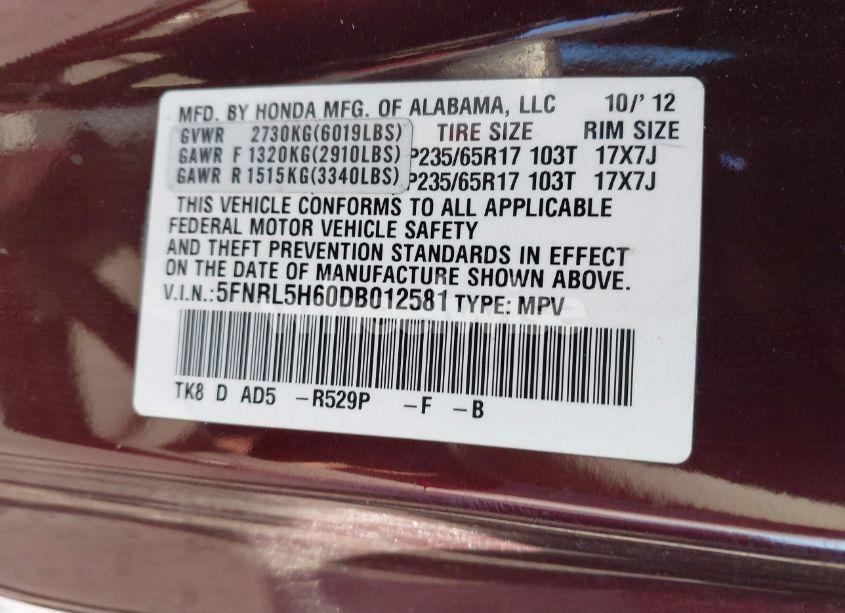 MFD. BY HONDA MFG. OF ALABAMA, LLC 10/' 12
GVWR 2730KG(6019LBS) TIRE SIZE RIM SIZE
GAWR F 1320KG(2910LBS) P235/65R17 103T 17X7J
GAWR R 1515KG(3340LBS) P235/65R17 103T 17X7J
THIS VEHICLE CONFORMS TO ALL APPLICABLE
FEDERAL MOTOR VEHICLE SAFETY
AND THEFT PREVENTION STANDARDS IN EFFECT
ON THE DATE OF MANUFACTURE SHOWN ABOVE.
V.I.N.:5FNRL5H60DB012581 TYPE: MPV
TK8 D AD5 -R529P -F -B